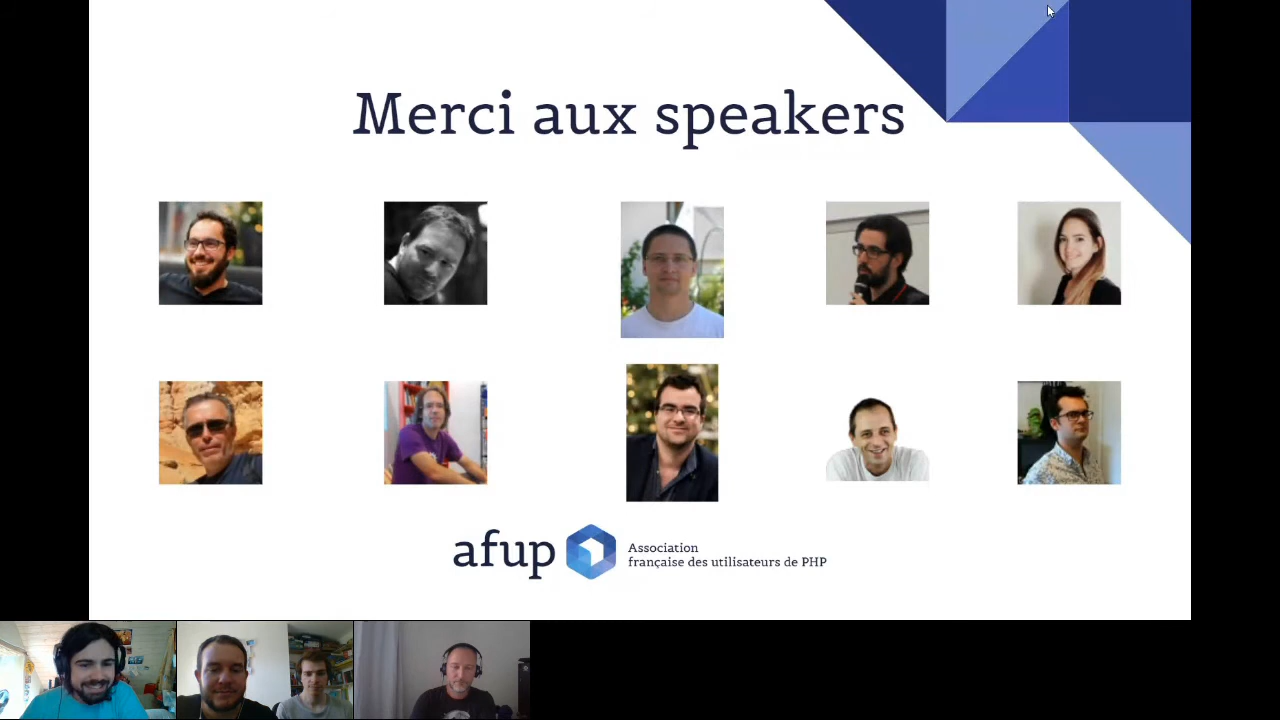 Merci aux speakers
afup
Association
française des utilisateurs de PHP